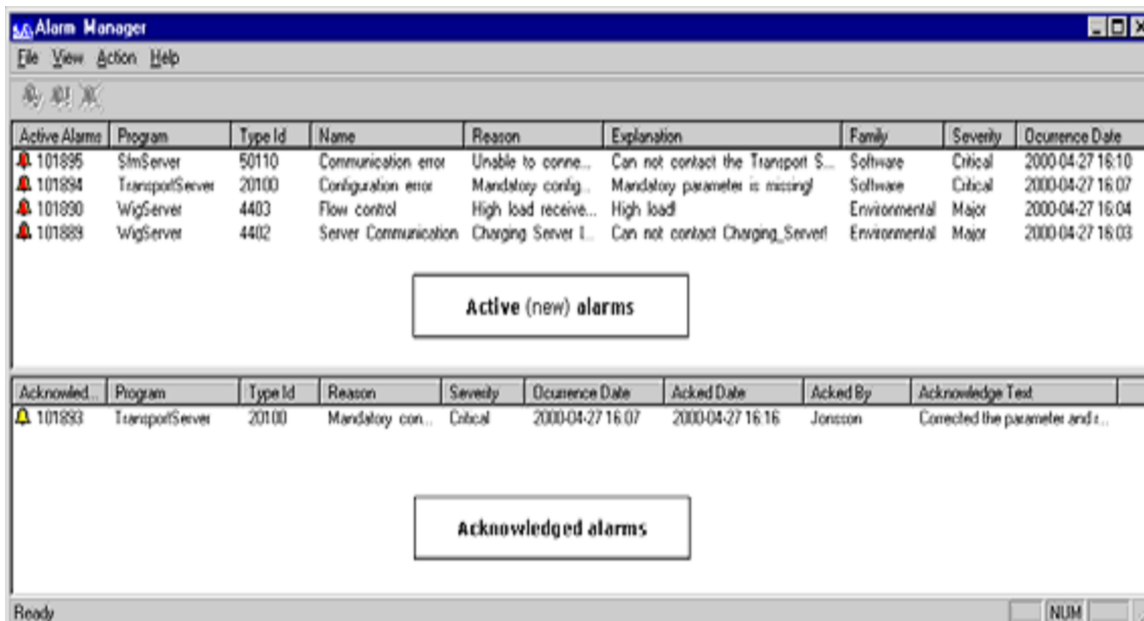 Alarm Manager
File View Action Help
Active Alarms Program Type Id Name Reason Explanation Family Severity Ocurrence Date
101895 SfmServer 50110 Communication error Unable to conne... Can not contact the Transport S... Software Critical 2000-04-27 16:10
101894 TransportServer 20100 Configuration error Mandatory config... Mandatory parameter is missing! Software Critical 2000-04-27 16:07
101890 WigServer 4403 Flow control High load receive... High load! Environmental Major 2000-04-27 16:04
101889 WigServer 4402 Server Communication Charging Server I... Can not contact Charging_Server! Environmental Major 2000-04-27 16:03
Active (new) alarms
Acknowled... Program Type Id Reason Severity Ocurrence Date Acked Date Acked By Acknowledge Text
101893 TransportServer 20100 Mandatory con... Critical 2000-04-27 16:07 2000-04-27 16:16 Jonsson Corrected the parameter and r...
Acknowledged alarms
Ready NUM